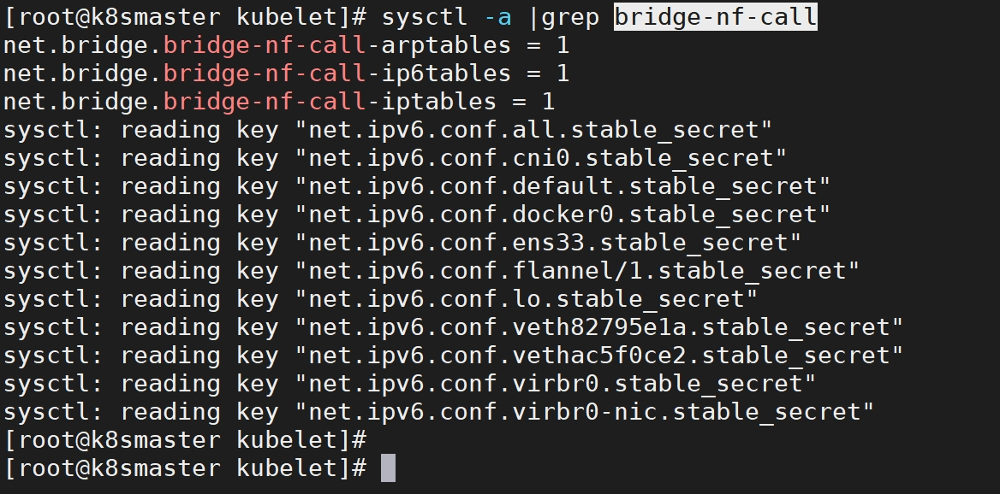 [root@k8smaster kubelet]# sysctl -a |grep bridge-nf-call
net.bridge.bridge-nf-call-arptables = 1
net.bridge.bridge-nf-call-ip6tables = 1
net.bridge.bridge-nf-call-iptables = 1
sysctl: reading key "net.ipv6.conf.all.stable_secret"
sysctl: reading key "net.ipv6.conf.cni0.stable_secret"
sysctl: reading key "net.ipv6.conf.default.stable_secret"
sysctl: reading key "net.ipv6.conf.docker0.stable_secret"
sysctl: reading key "net.ipv6.conf.ens33.stable_secret"
sysctl: reading key "net.ipv6.conf.flannel/1.stable_secret"
sysctl: reading key "net.ipv6.conf.lo.stable_secret"
sysctl: reading key "net.ipv6.conf.veth82795e1a.stable_secret"
sysctl: reading key "net.ipv6.conf.vethac5f0ce2.stable_secret"
sysctl: reading key "net.ipv6.conf.virbr0.stable_secret"
sysctl: reading key "net.ipv6.conf.virbr0-nic.stable_secret"
[root@k8smaster kubelet]#
[root@k8smaster kubelet]#